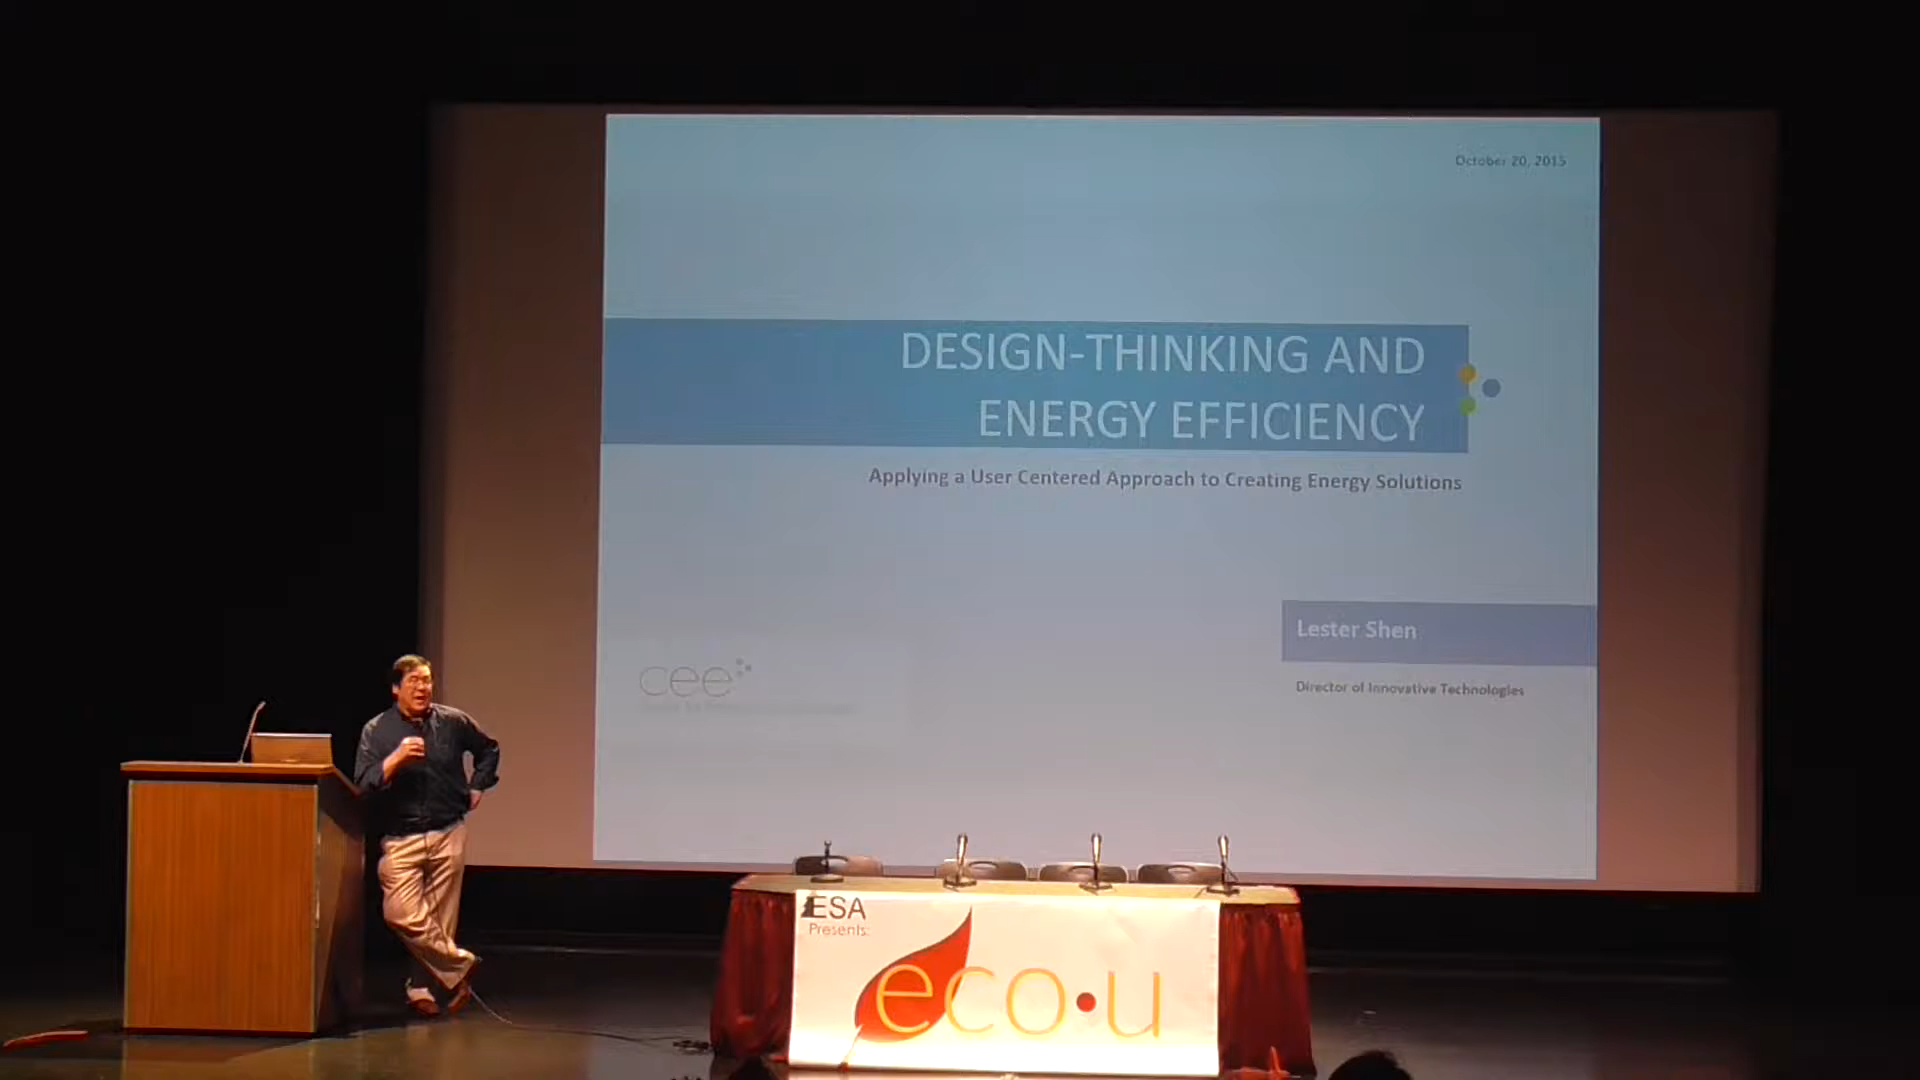 October 20, 2015
DESIGN-THINKING AND
ENERGY EFFICIENCY
Applying a User Centered Approach to Creating Energy Solutions
Lester Shen
Director of Innovative Technologies
cee
ESA
Presents:
eco•u